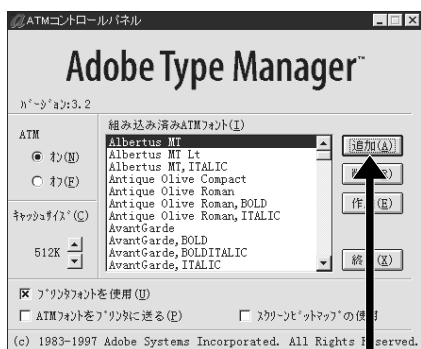 ATMコントロールパネル
Adobe Type Manager™
ﾊﾞｰｼﾞｮﾝ:3.2
ATM
ｵﾝ(N)
ｵﾌ(F)
ｷｬｯｼｭｻｲｽﾞ(C)
512K
組み込み済みATMﾌｫﾝﾄ(I)
Albertus MT
Albertus MT Lt
Albertus MT,ITALIC
Antique Olive Compact
Antique Olive Roman
Antique Olive Roman,BOLD
Antique Olive Roman,ITALIC
AvantGarde
AvantGarde,BOLD
AvantGarde,BOLDITALIC
AvantGarde,ITALIC
追加(A)
削 (R)
作 (E)
終 (X)
ﾌﾟﾘﾝﾀﾌｫﾝﾄを使用(U)
ATMﾌｫﾝﾄをﾌﾟﾘﾝﾀに送る(P)
ｽｸﾘｰﾝﾋﾞｯﾄﾏｯﾌﾟの使
(c) 1983-1997 Adobe Systems Incorporated. All Rights served.